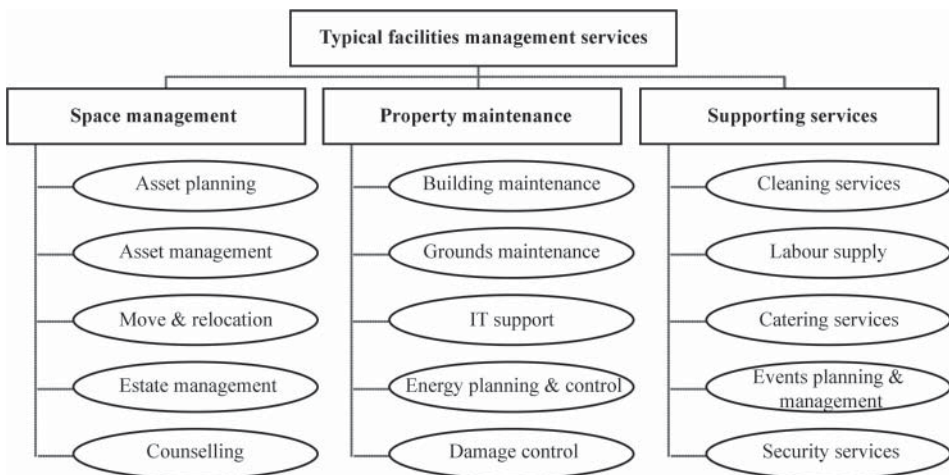 Typical facilities management services
Space management
Asset planning
Asset management
Move & relocation
Estate management
Counselling
Property maintenance
Building maintenance
Grounds maintenance
IT support
Energy planning & control
Damage control
Supporting services
Cleaning services
Labour supply
Catering services
Events planning &
management
Security services